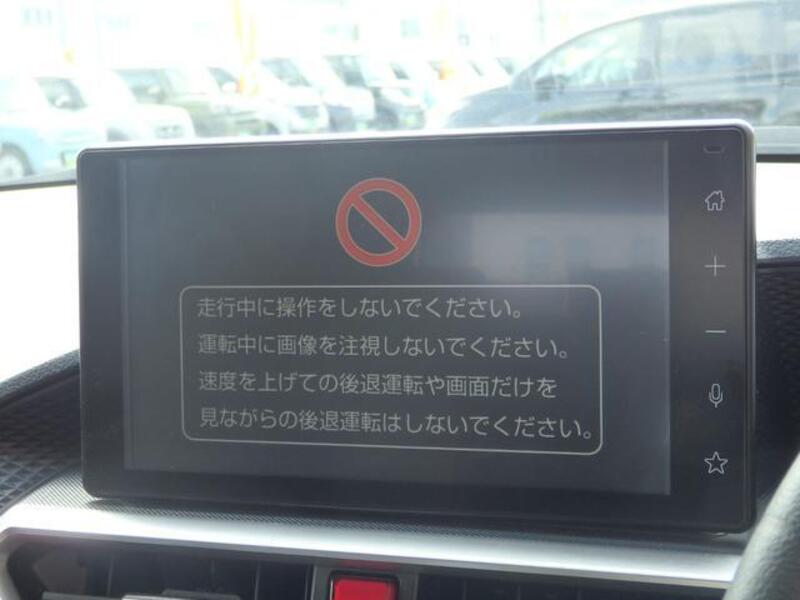 走行中に操作をしないでください。
運転中に画像を注視しないでください。
速度を上げての後退運転や画面だけを
見ながらの後退運転はしないでください。